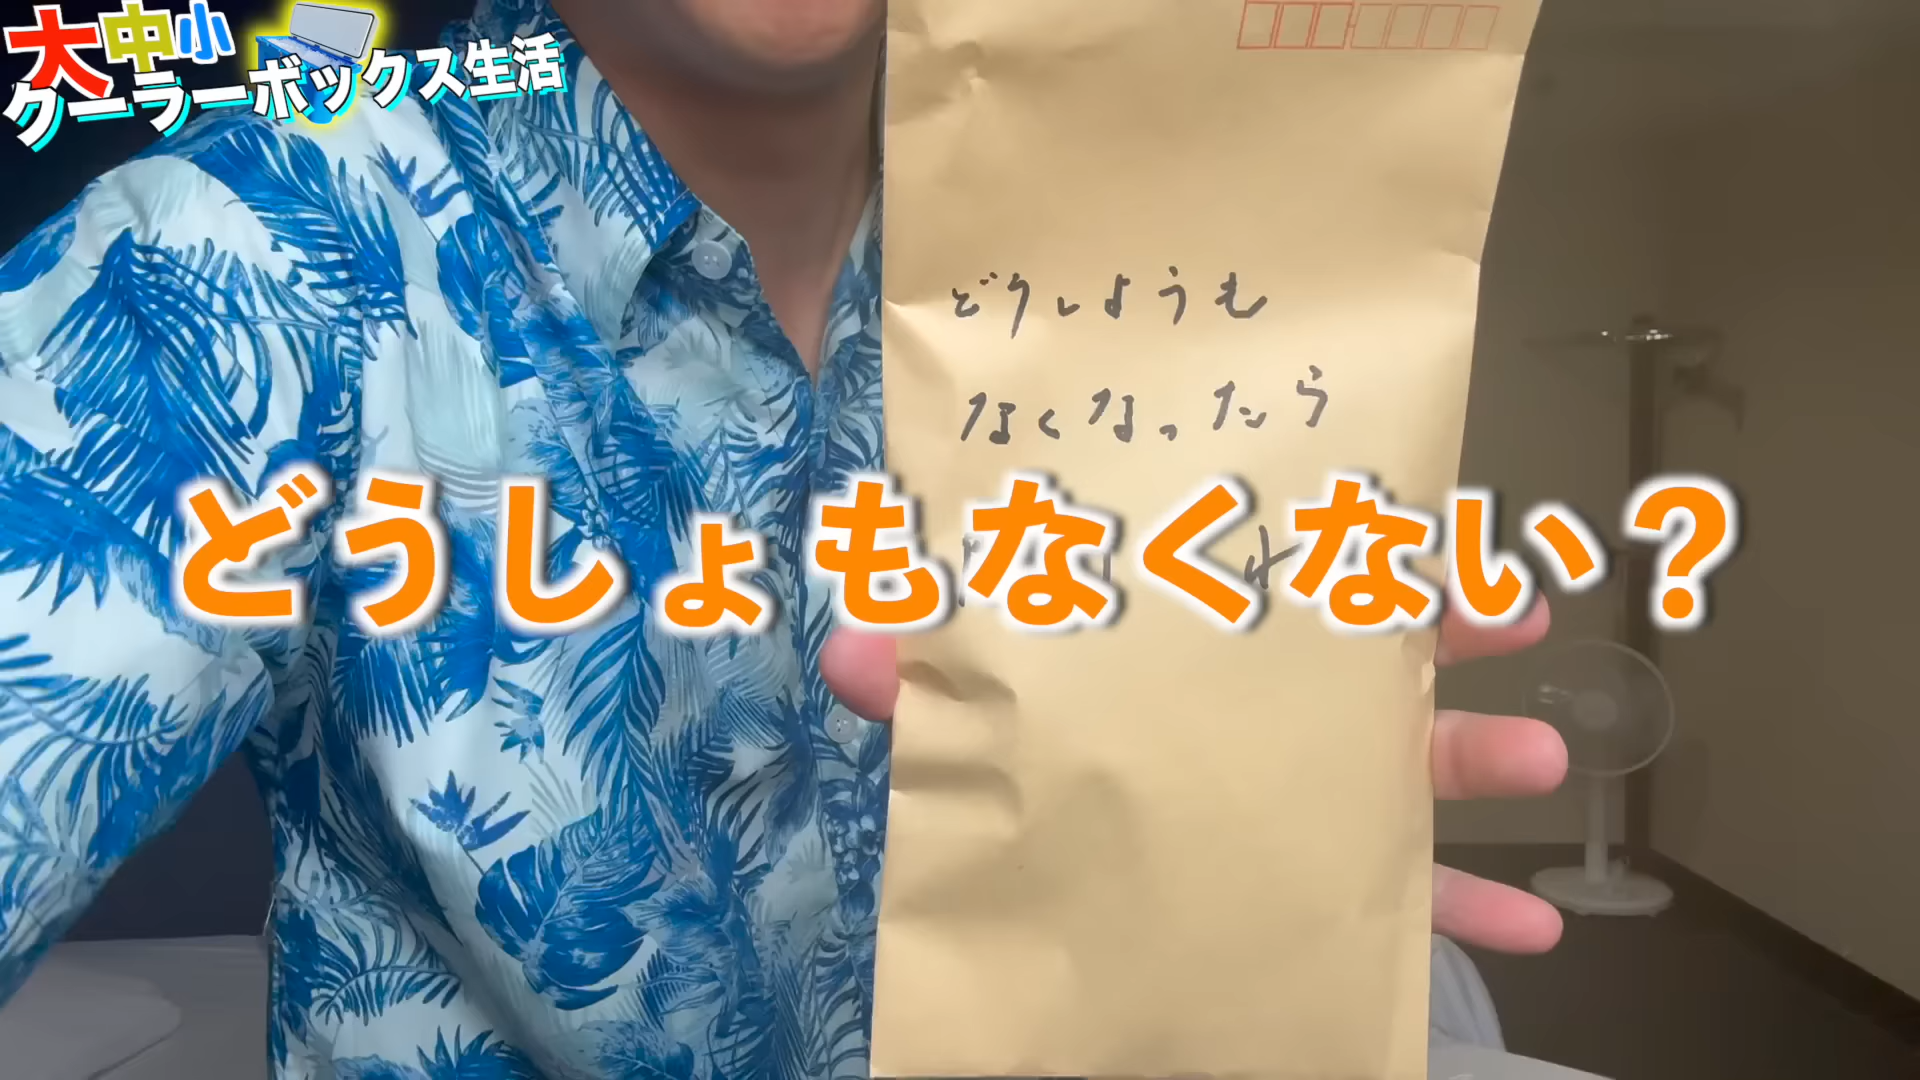 大中小
クーラーボックス生活
どうしようも
なくなったら
どうしょもなくない？